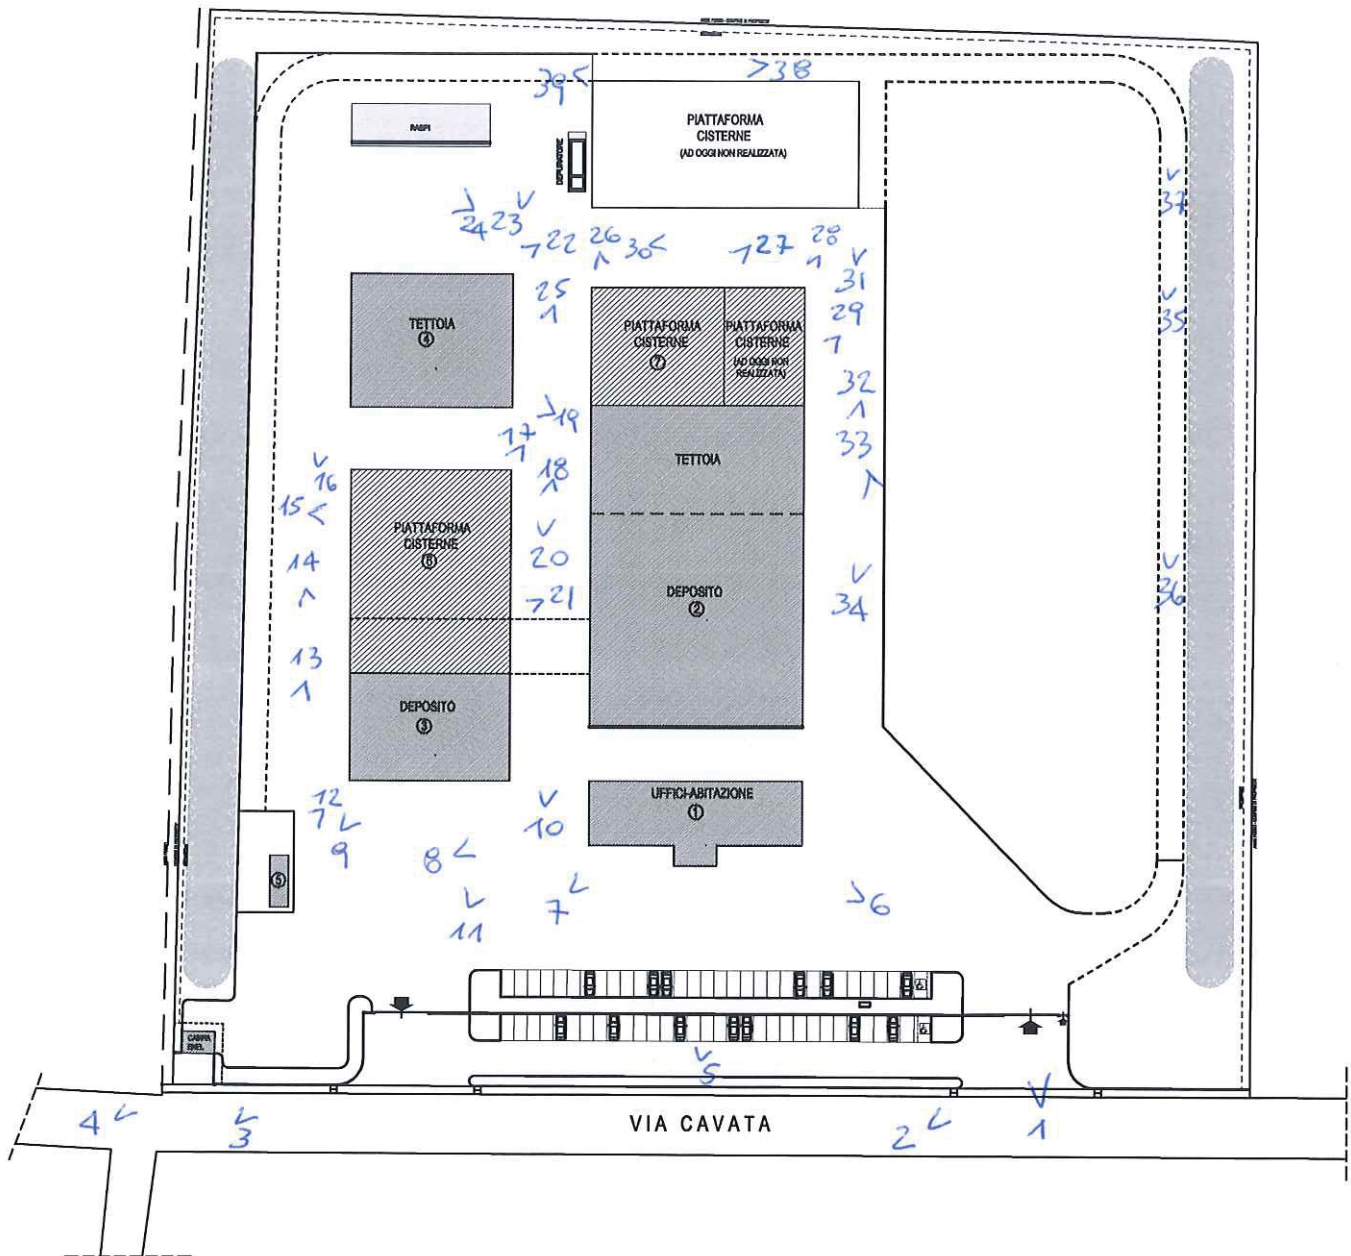 39 <
> 38
PIATTAFORMA
CISTERNE
(AD OGGI NON REALIZZATA)
RASPI
DEPURATORE
37
24 23
22 26 30 <
27 28
31
25
29
TETTOIA
④
PIATTAFORMA
CISTERNE
⑦
PIATTAFORMA
CISTERNE
(AD OGGI NON
REALIZZATA)
35
32
19
17
33
18
TETTOIA
16
15 <
PIATTAFORMA
CISTERNE
⑥
14
20
21
DEPOSITO
②
34
36
13
DEPOSITO
③
UFFICI-ABITAZIONE
①
12
10
9
8 <
⑤
7
> 6
11
CABINA
ENEL
5
4
3
VIA CAVATA
2
1